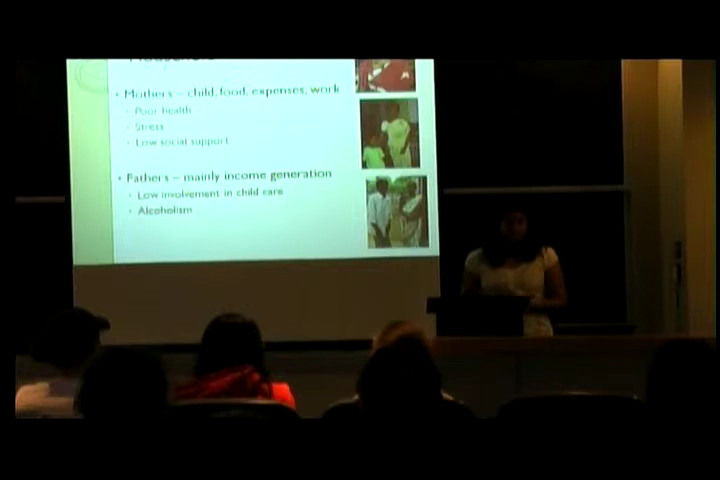 Household
• Mothers – child, food, expenses, work
• Poor health
• Stress
• Low social support
• Fathers – mainly income generation
• Low involvement in child care
• Alcoholism